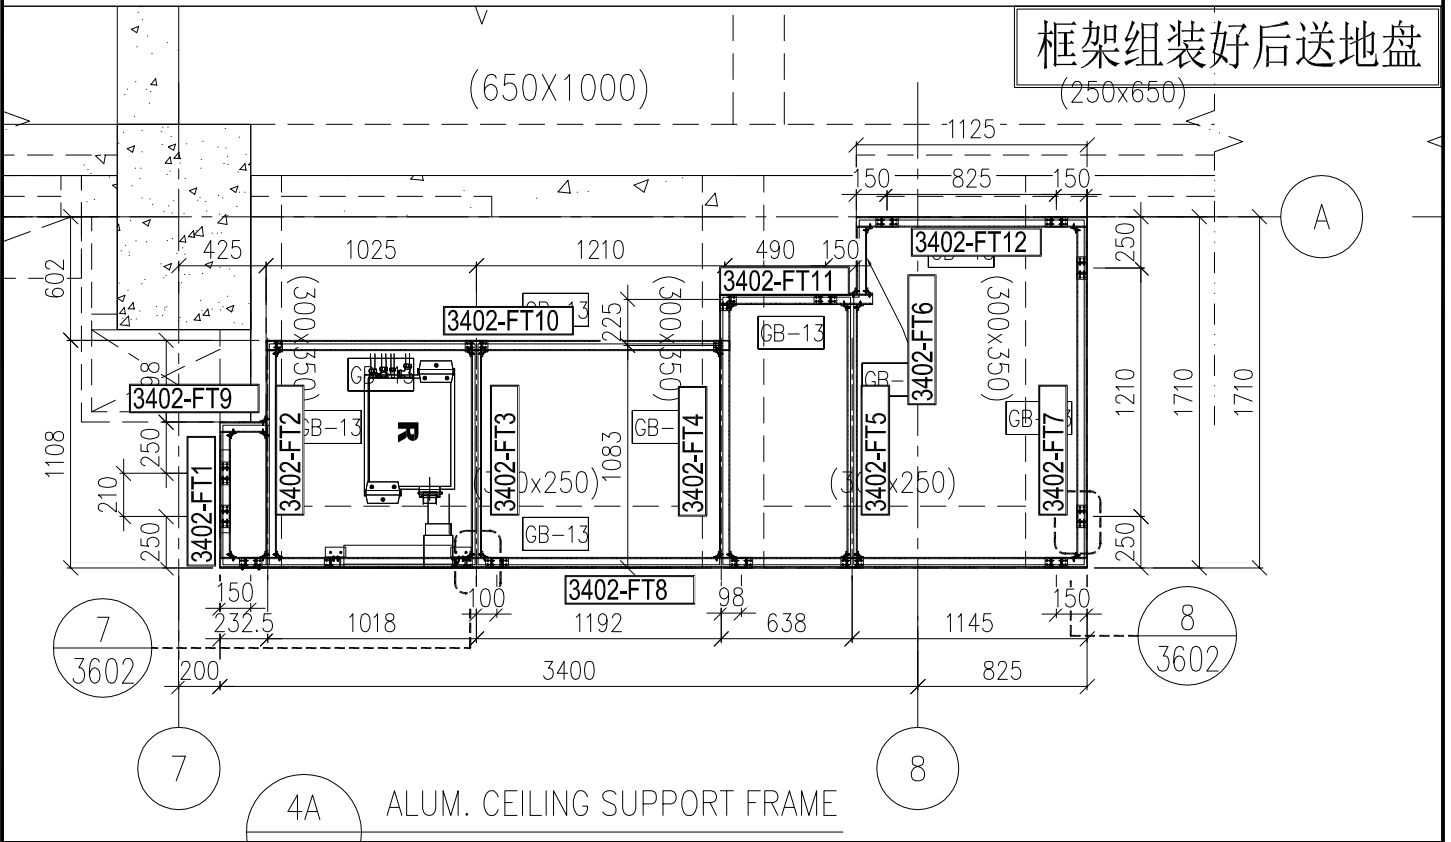 框架组装好后送地盘
(650X1000)
(250x650)
1125
150
825
150
A
425
1025
1210
490
150
3402-FT12
250
602
3402-FT11
(300x350)
(300x350)
(300x350)
3402-FT10
225
GB-13
3402-FT6
98
3402-FT9
R
1210
1710
1710
1108
250
210
250
3402-FT1
3402-FT2
GB-13
3402-FT3
1083
3402-FT4
3402-FT5
3402-FT7
GB-13
3402-FT8
150
100
98
150
232.5
1018
1192
638
1145
250
7
3602
8
3602
200
3400
825
7
8
4A
ALUM. CEILING SUPPORT FRAME